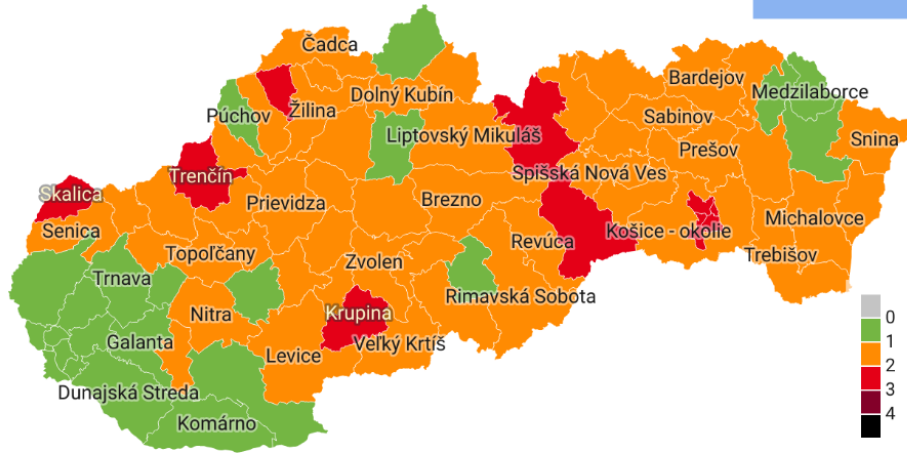 Čadca
Bardejov
Medzilaborce
Dolný Kubín
Púchov
Žilina
Sabinov
Liptovský Mikuláš
Snina
Prešov
Trenčín
Spišská Nová Ves
Skalica
Prievidza
Brezno
Michalovce
Senica
Košice - okolie
Revúca
Topoľčany
Trebišov
Zvolen
Trnava
Rimavská Sobota
Nitra
Krupina
Galanta
Veľký Krtíš
Levice
Dunajská Streda
Komárno
0
1
2
3
4